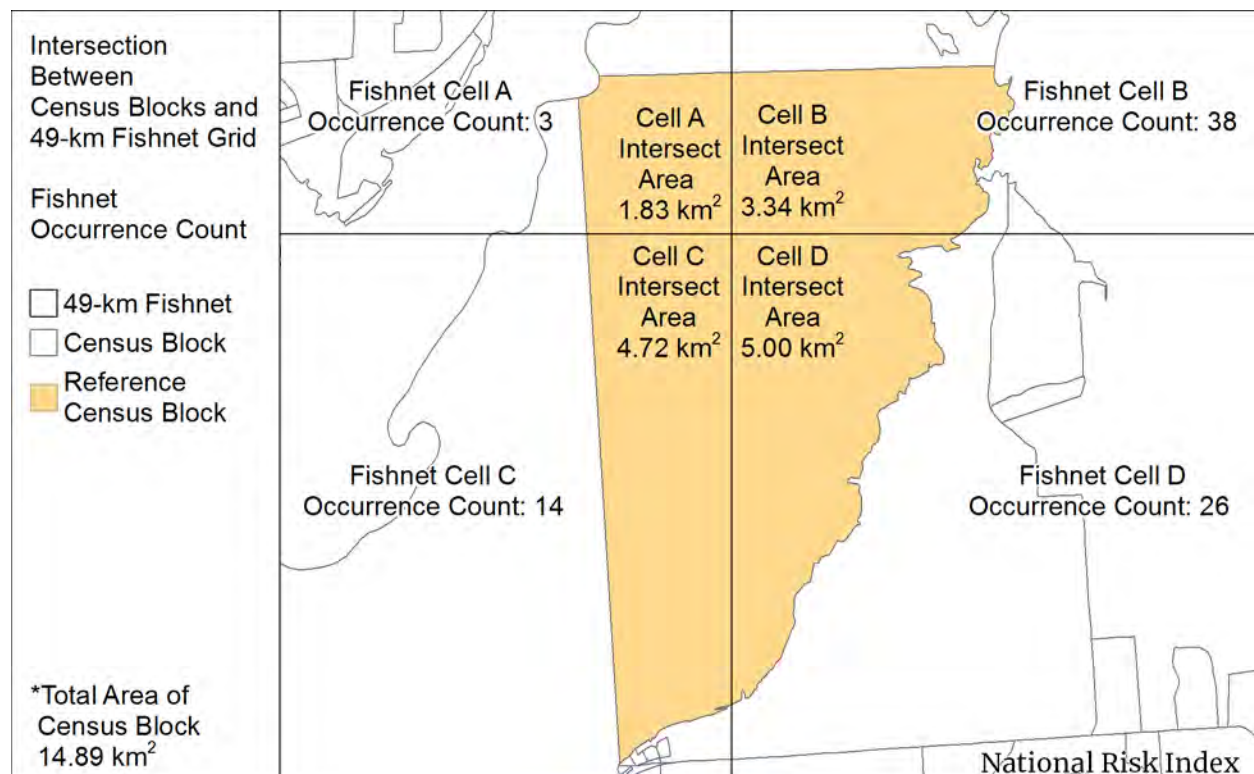 Intersection
Between
Census Blocks and
49-km Fishnet Grid
Fishnet
Occurrence Count
49-km Fishnet
Census Block
Reference
Census Block
*Total Area of
Census Block
14.89 km²
Fishnet Cell A
Occurrence Count: 3
Cell A
Intersect
Area
1.83 km²
Cell B
Intersect
Area
3.34 km²
Fishnet Cell B
Occurrence Count: 38
Cell C
Intersect
Area
4.72 km²
Cell D
Intersect
Area
5.00 km²
Fishnet Cell C
Occurrence Count: 14
Fishnet Cell D
Occurrence Count: 26
National Risk Index